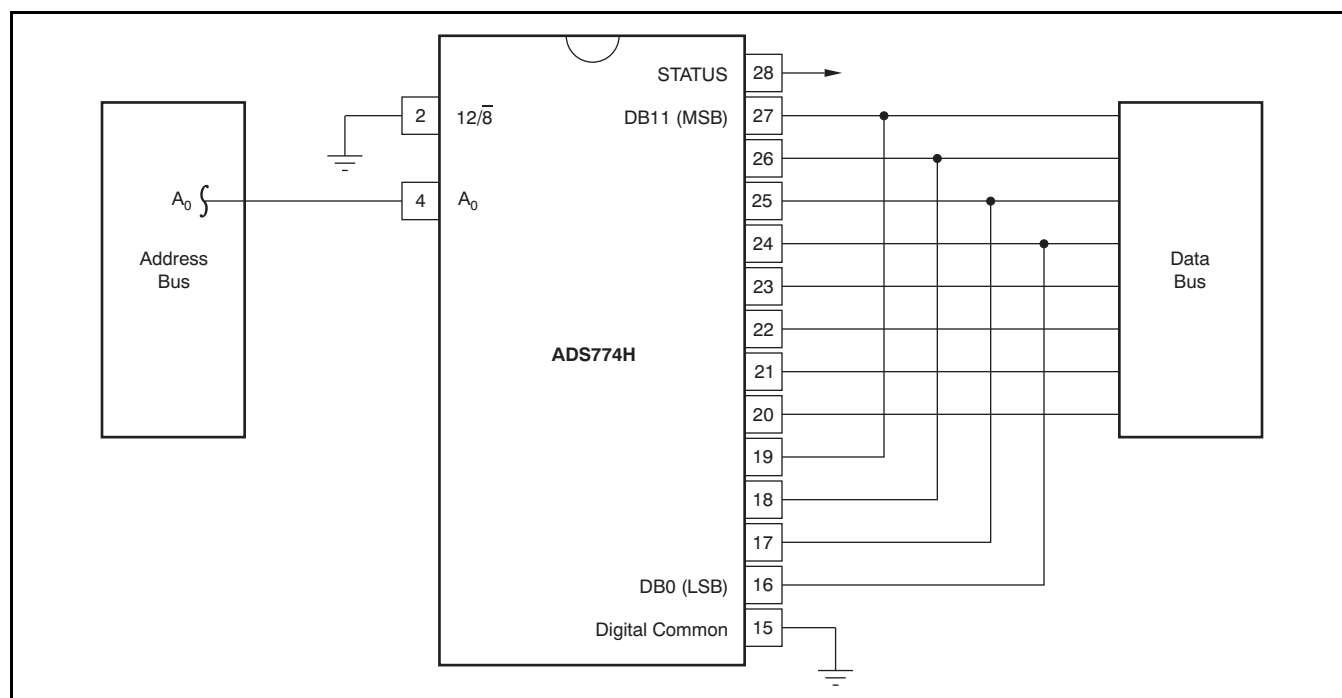 STATUS
28
2
12/8̅
DB11 (MSB)
27
26
A₀
4
A₀
25
24
Address
Bus
Data
Bus
23
22
ADS774H
21
20
19
18
17
DB0 (LSB)
16
Digital Common
15